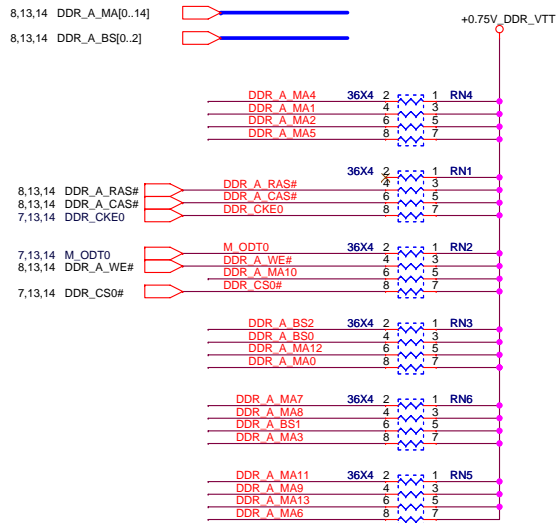 8,13,14 DDR_A_MA[0..14]
+0.75V_DDR_VTT
8,13,14 DDR_A_BS[0..2]
DDR_A_MA4 36X4 2 1 RN4
DDR_A_MA1 4 3
DDR_A_MA2 6 5
DDR_A_MA5 8 7
36X4 2 1 RN1
8,13,14 DDR_A_RAS# DDR_A_RAS# 4 3
8,13,14 DDR_A_CAS# DDR_A_CAS# 6 5
7,13,14 DDR_CKE0 DDR_CKE0 8 7
7,13,14 M_ODT0 M_ODT0 36X4 2 1 RN2
8,13,14 DDR_A_WE# DDR_A_WE# 4 3
DDR_A_MA10 6 5
7,13,14 DDR_CS0# DDR_CS0# 8 7
DDR_A_BS2 36X4 2 1 RN3
DDR_A_BS0 4 3
DDR_A_MA12 6 5
DDR_A_MA0 8 7
DDR_A_MA7 36X4 2 1 RN6
DDR_A_MA8 4 3
DDR_A_BS1 6 5
DDR_A_MA3 8 7
DDR_A_MA11 36X4 2 1 RN5
DDR_A_MA9 4 3
DDR_A_MA13 6 5
DDR_A_MA6 8 7